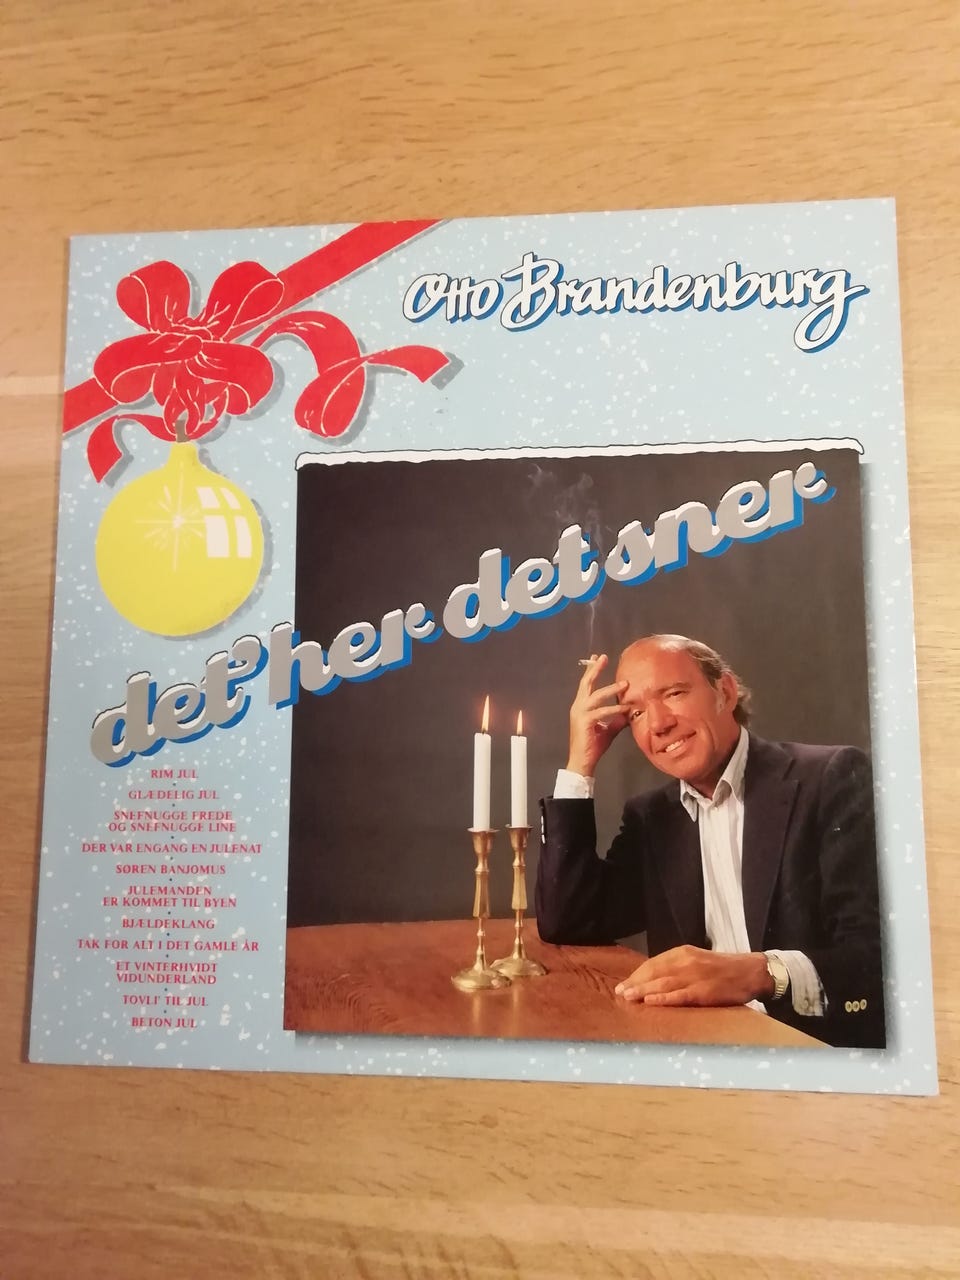 Otto Brandenburg
det' her det sner
RIM JUL
GLÆDELIG JUL
SNEFNUGGE FREDE
OG SNEFNUGGE LINE
DER VAR ENGANG EN JULENAT
SØREN BANJOMUS
JULEMANDEN
ER KOMMET TIL BYEN
BJÆLDEKLANG
TAK FOR ALT I DET GAMLE ÅR
ET VINTERHVIDT
VIDUNDERLAND
TOVLI' TIL JUL
BETON JUL